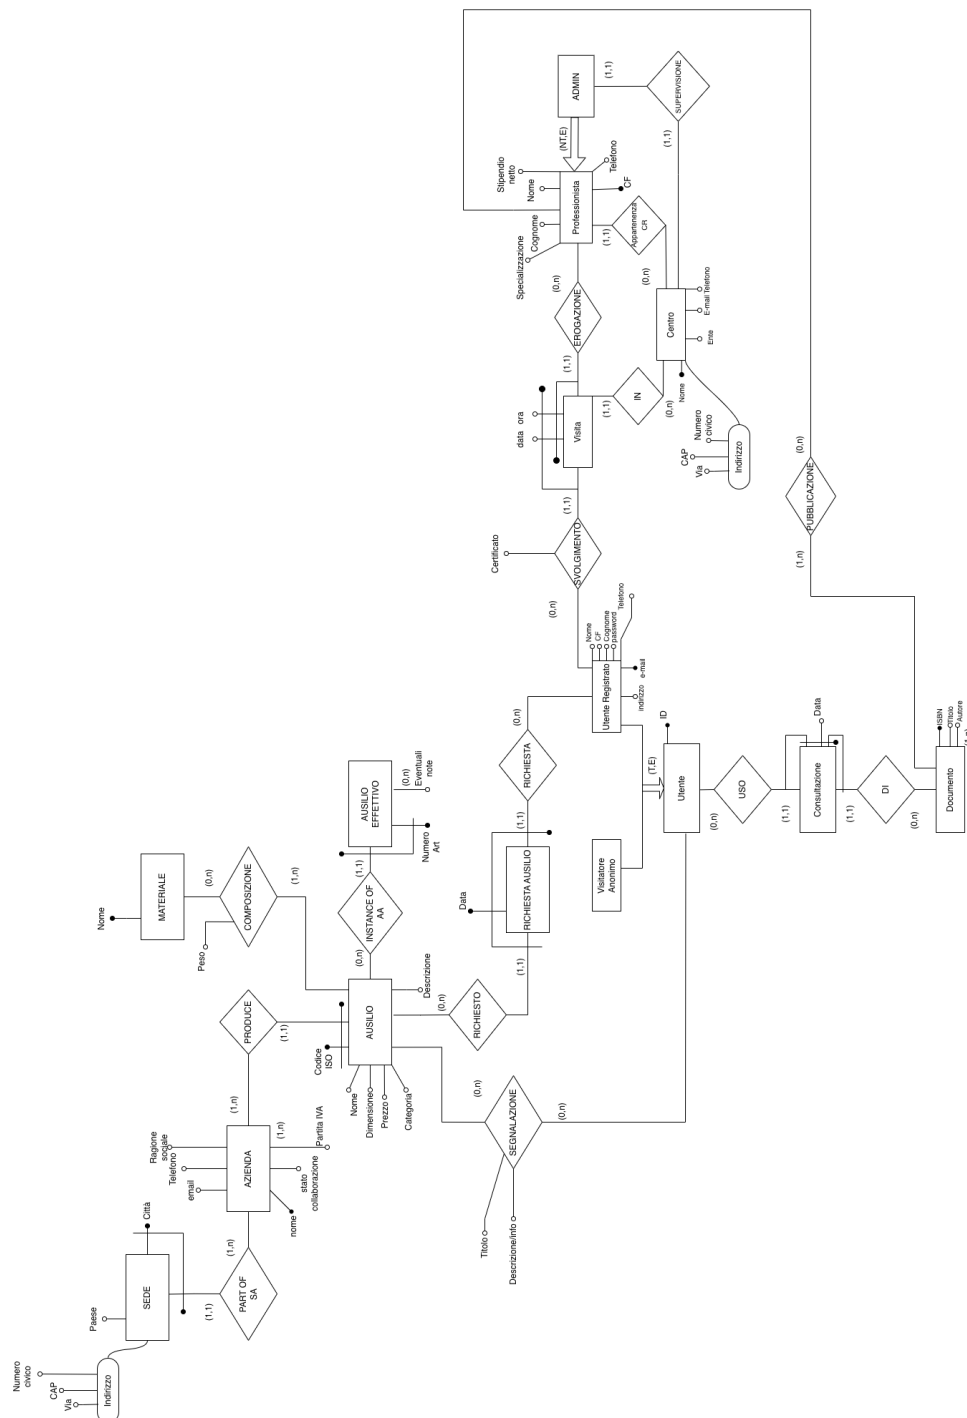 ADMIN
(1,1)
SUPERVISIONE
(1,1)
(NT,E)
Stipendio
netto
Nome
Cognome
Specializzazione
Professionista
Telefono
CF
(1,1)
Appartenenza
CR
(0,n)
(0,n)
EROGAZIONE
(1,1)
Centro
E-mail
Telefono
Ente
Nome
(0,n)
IN
(1,1)
data
ora
Visita
Numero
civico
CAP
Via
Indirizzo
(0,n)
PUBBLICAZIONE
(1,n)
(1,1)
Certificato
SVOLGIMENTO
(0,n)
Nome
CF
Cognome
password
Telefono
Utente Registrato
e-mail
indirizzo
(0,n)
RICHIESTA
(1,1)
(T,E)
ID
Utente
Visitatore
Anonimo
(0,n)
USO
(1,1)
Data
Consultazione
(1,1)
DI
(0,n)
ISBN
Titolo
Autore
(1,n)
Documento
AUSILIO
EFFETTIVO
(0,n)
Eventuali
note
Numero
Art
(1,1)
INSTANCE OF
AA
(0,n)
MATERIALE
Nome
(0,n)
COMPOSIZIONE
Peso
(1,n)
Data
RICHIESTA AUSILIO
(1,1)
RICHIESTO
(0,n)
PRODUCE
(1,1)
(1,n)
Codice
ISO
AUSILIO
Descrizione
Nome
Dimensione
Prezzo
Categoria
(0,n)
SEGNALAZIONE
(0,n)
Titolo
Descrizione/Info
Ragione
sociale
Telefono
email
AZIENDA
(1,n)
Partita IVA
stato
collaborazione
nome
(1,n)
PART OF
SA
(1,1)
Città
SEDE
Paese
Numero
civico
CAP
Via
Indirizzo